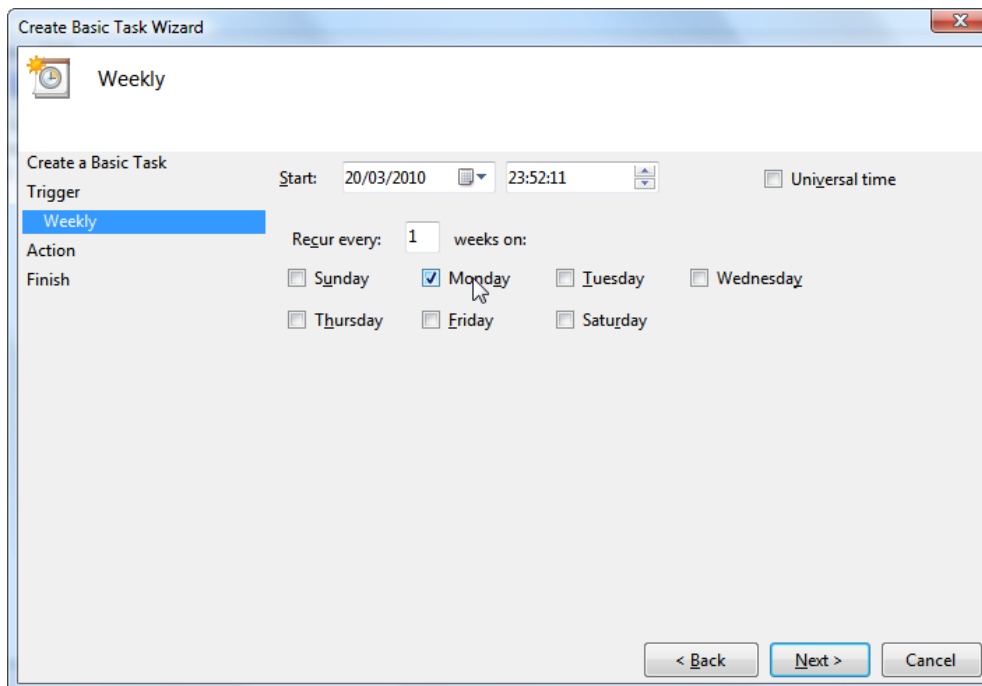 Create Basic Task Wizard
Weekly
Create a Basic Task
Trigger
Weekly
Action
Finish
Start: 20/03/2010 23:52:11 Universal time
Recur every: 1 weeks on:
Sunday Monday Tuesday Wednesday
Thursday Friday Saturday
< Back Next > Cancel